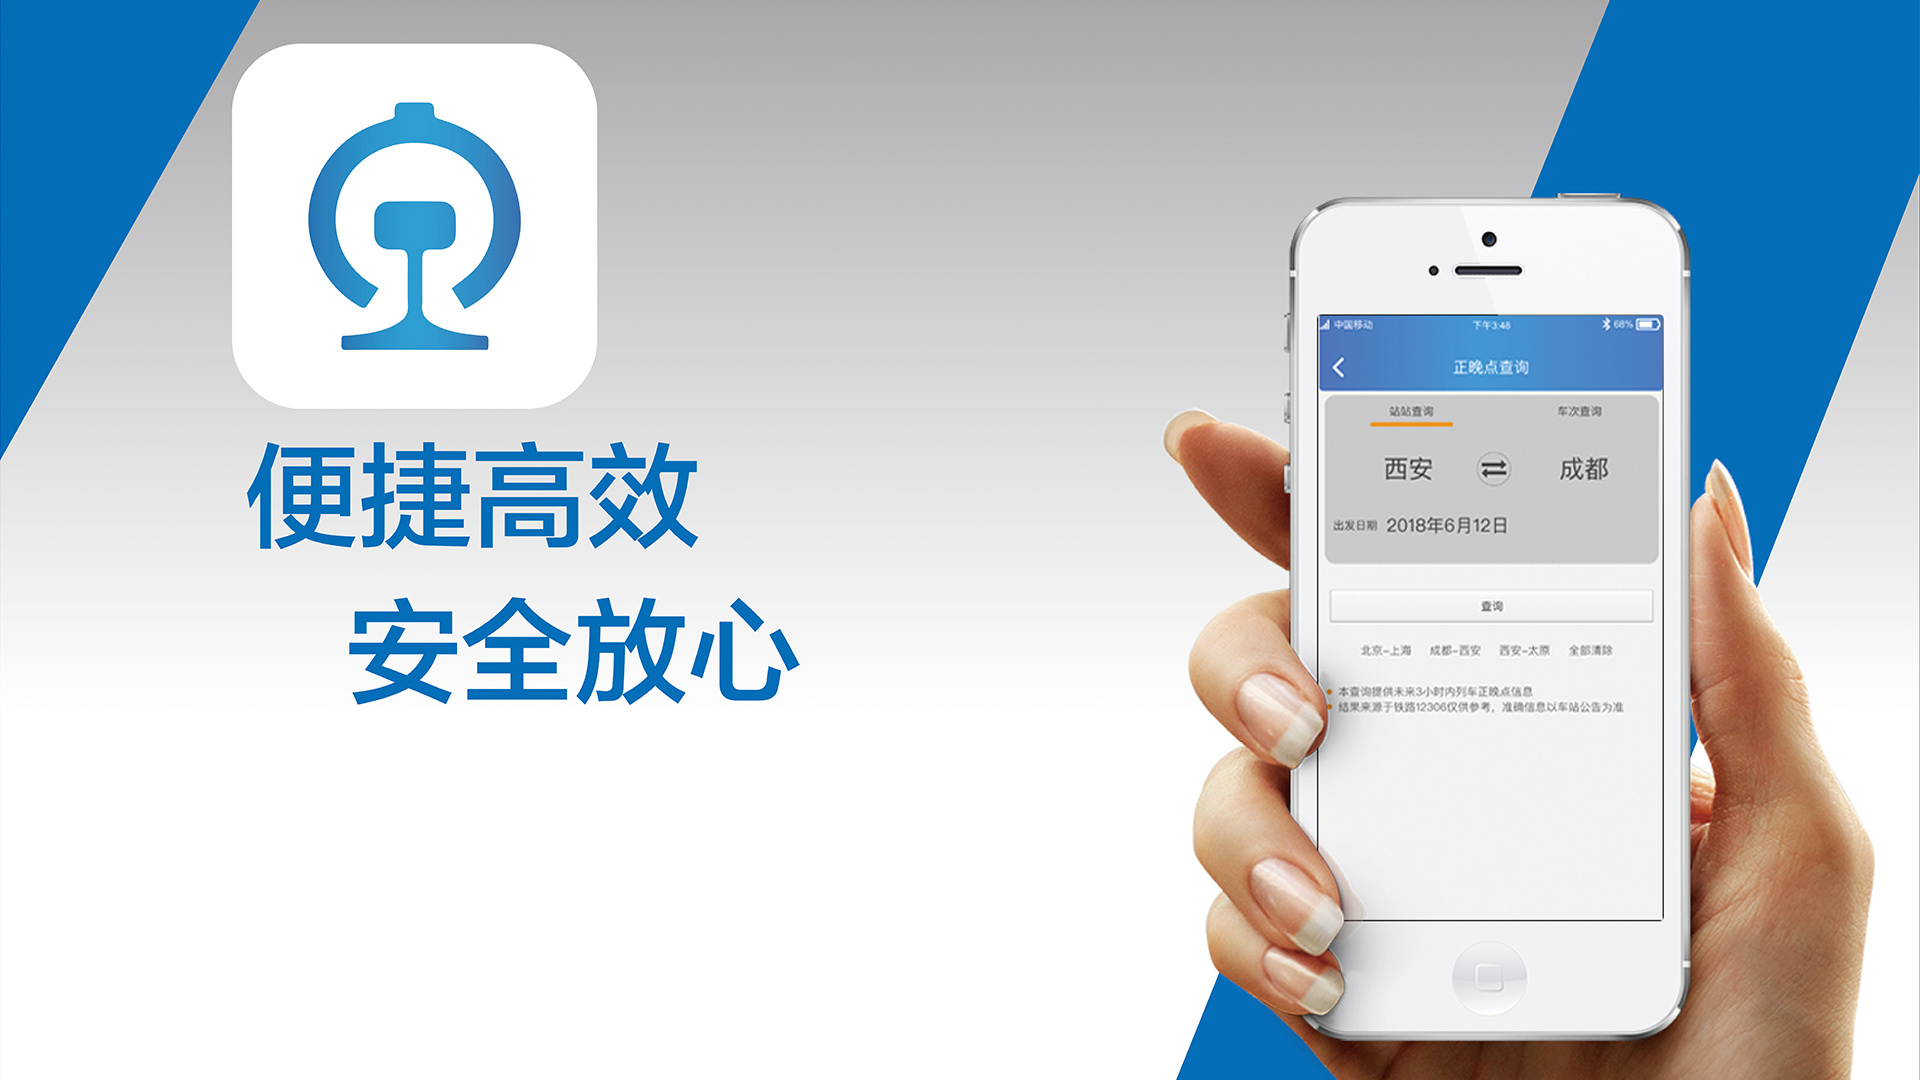 便捷高效
安全放心
中国移动 下午3:48 68%
正晚点查询
站站查询 车次查询
西安 成都
出发日期 2018年6月12日
查询
北京-上海 成都-西安 西安-太原 全部清除
本查询提供未来3小时内列车正晚点信息
结果来源于铁路12306仅供参考，准确信息以车站公告为准